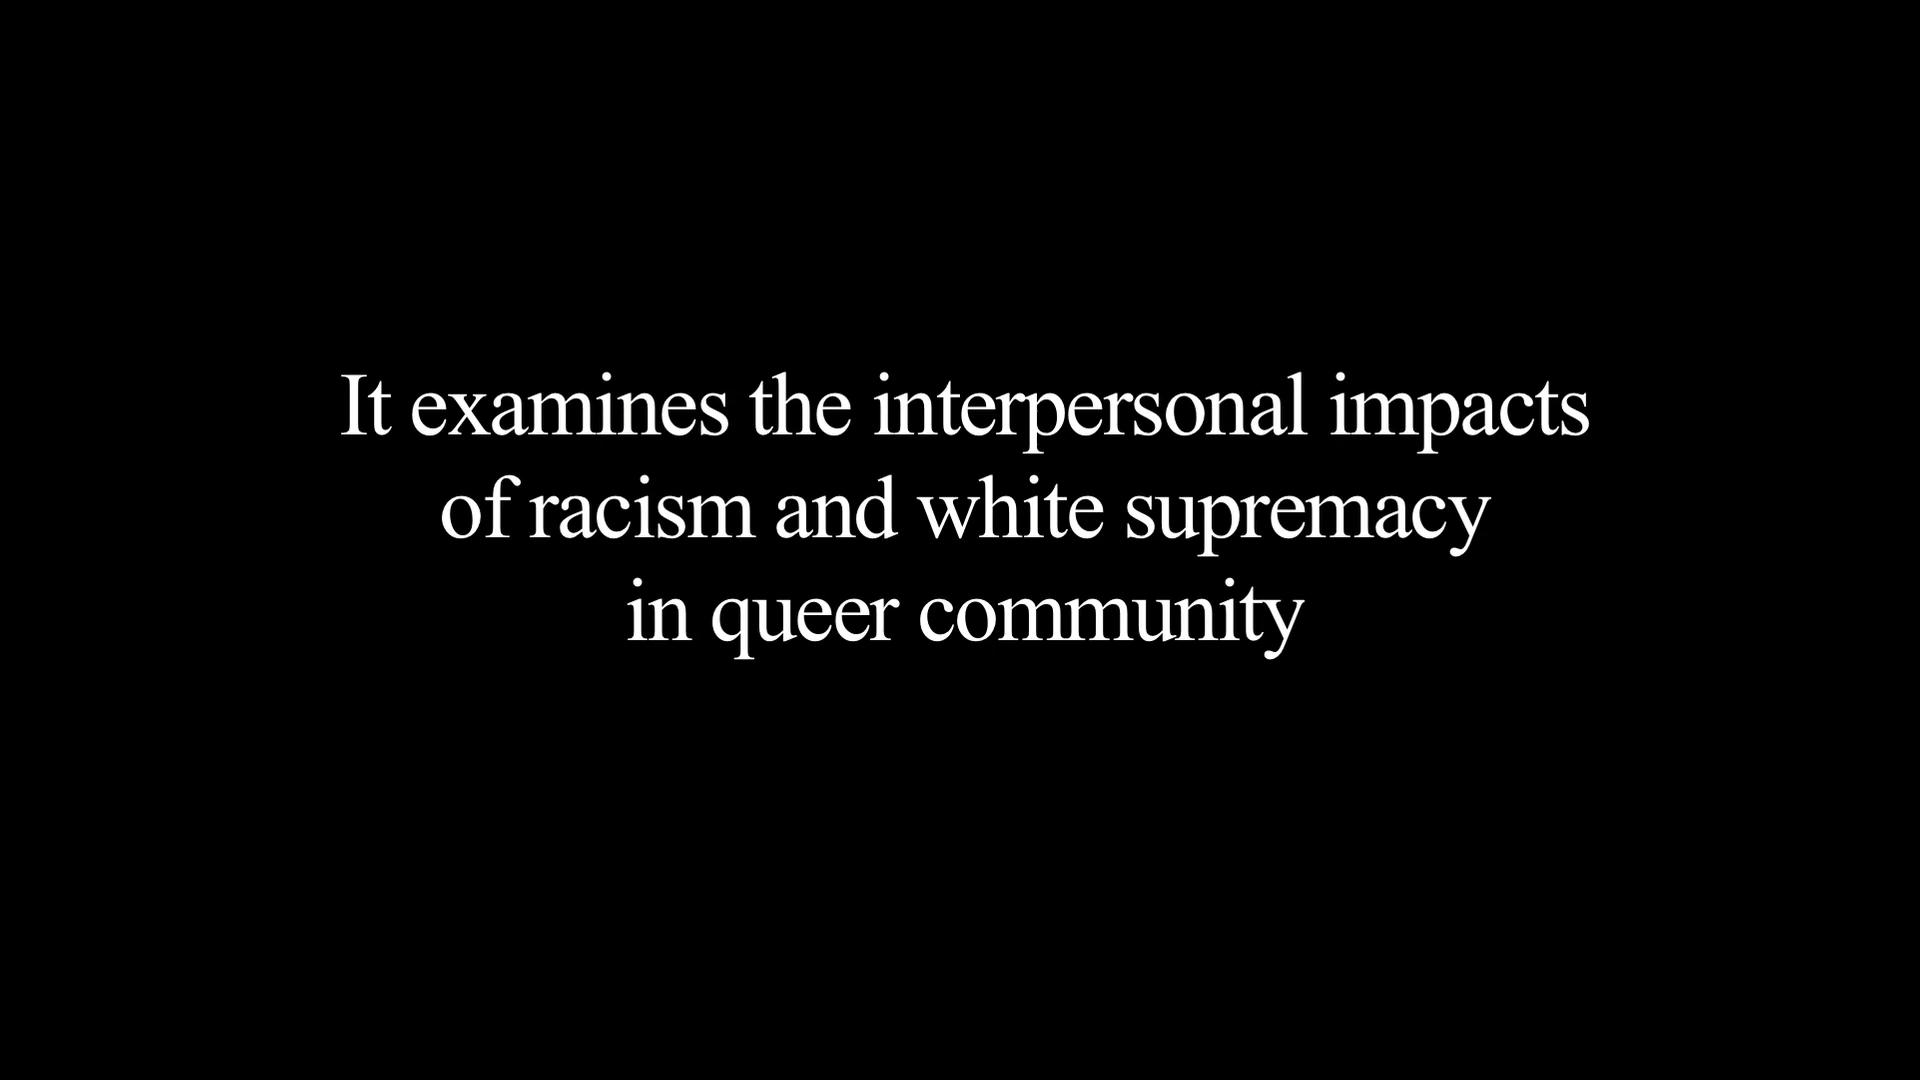 It examines the interpersonal impacts
of racism and white supremacy
in queer community